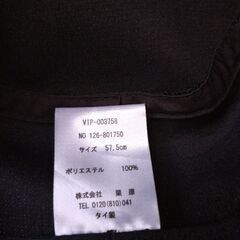 VIP-003758
NO 126-801750
サイズ 57.5cm
ポリエステル 100%
株式会社 栗原
TEL 0120(810)041
タイ製